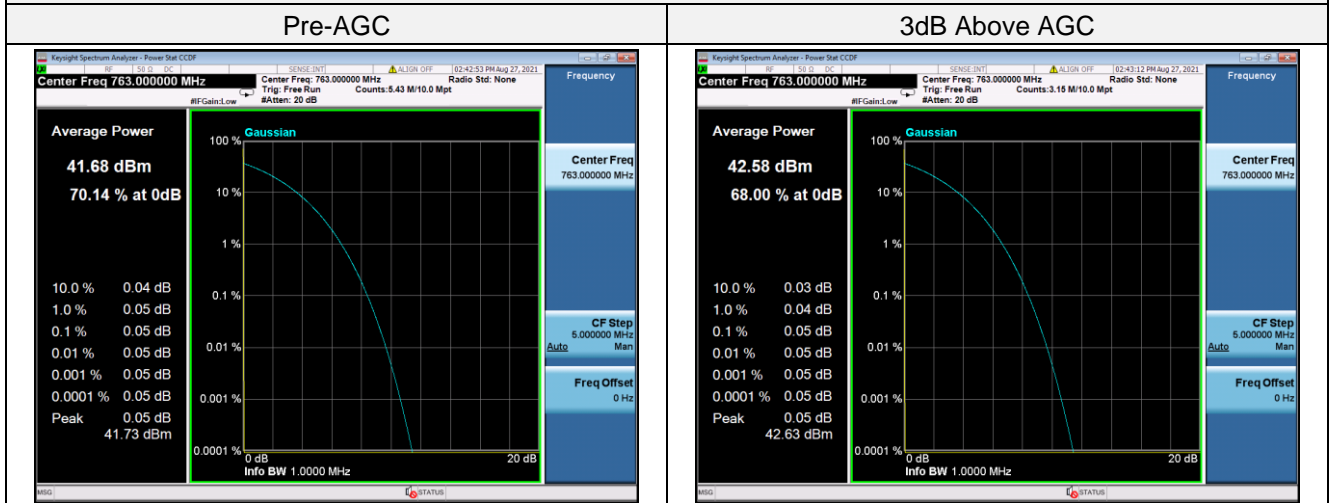 Pre-AGC
3dB Above AGC
Keysight Spectrum Analyzer - Power Stat CCDF
RF 50 Ω DC SENSE:INT ALIGN OFF 02:42:53 PM Aug 27, 2021
Center Freq 763.000000 MHz
Center Freq: 763.000000 MHz Radio Std: None
Trig: Free Run Counts:5.43 M/10.0 Mpt
#IFGain:Low #Atten: 20 dB
Frequency
Average Power
41.68 dBm
70.14 % at 0dB
10.0 % 0.04 dB
1.0 % 0.05 dB
0.1 % 0.05 dB
0.01 % 0.05 dB
0.001 % 0.05 dB
0.0001 % 0.05 dB
Peak 0.05 dB
41.73 dBm
Gaussian
100 %
10 %
1 %
0.1 %
0.01 %
0.001 %
0.0001 %
0 dB 20 dB
Info BW 1.0000 MHz
Center Freq
763.000000 MHz
CF Step
5.000000 MHz
Auto Man
Freq Offset
0 Hz
MSG STATUS
Keysight Spectrum Analyzer - Power Stat CCDF
RF 50 Ω DC SENSE:INT ALIGN OFF 02:43:12 PM Aug 27, 2021
Center Freq 763.000000 MHz
Center Freq: 763.000000 MHz Radio Std: None
Trig: Free Run Counts:3.15 M/10.0 Mpt
#IFGain:Low #Atten: 20 dB
Frequency
Average Power
42.58 dBm
68.00 % at 0dB
10.0 % 0.03 dB
1.0 % 0.04 dB
0.1 % 0.05 dB
0.01 % 0.05 dB
0.001 % 0.05 dB
0.0001 % 0.05 dB
Peak 0.05 dB
42.63 dBm
Gaussian
100 %
10 %
1 %
0.1 %
0.01 %
0.001 %
0.0001 %
0 dB 20 dB
Info BW 1.0000 MHz
Center Freq
763.000000 MHz
CF Step
5.000000 MHz
Auto Man
Freq Offset
0 Hz
MSG STATUS